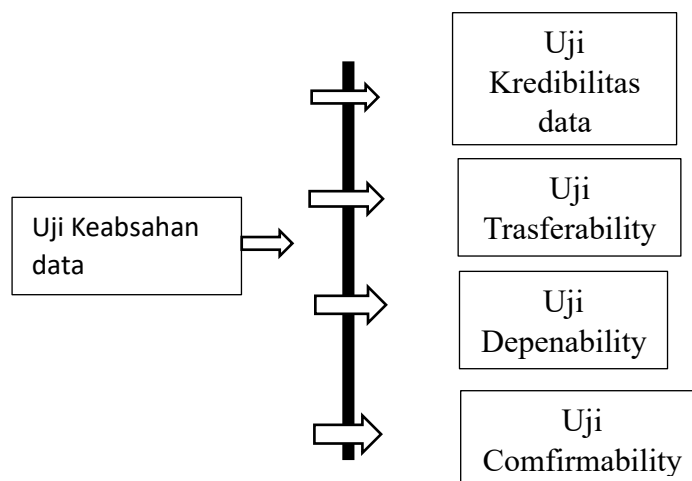 Uji
Kredibilitas
data
Uji
Trasferability
Uji Keabsahan
data
Uji
Depenability
Uji
Comfirmability